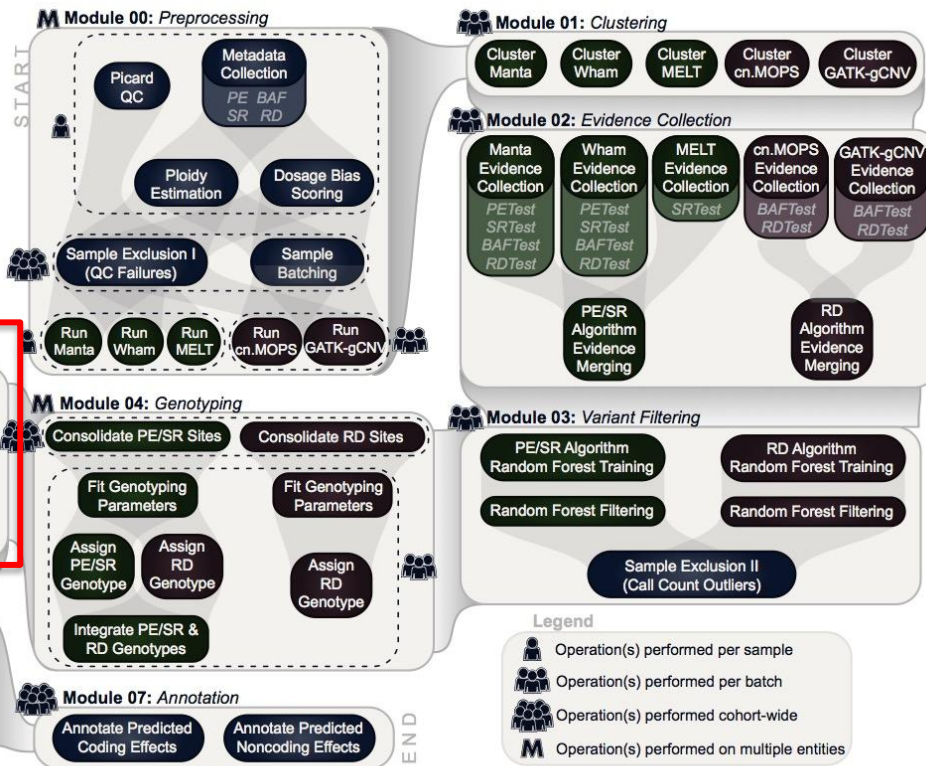 M Module 00: Preprocessing
START
Picard
QC
Metadata
Collection
PE BAF
SR RD
Ploidy
Estimation
Dosage Bias
Scoring
Sample Exclusion I
(QC Failures)
Sample
Batching
Run
Manta
Run
Wham
Run
MELT
Run
cn.MOPS
Run
GATK-gCNV
Module 01: Clustering
Cluster
Manta
Cluster
Wham
Cluster
MELT
Cluster
cn.MOPS
Cluster
GATK-gCNV
Module 02: Evidence Collection
Manta
Evidence
Collection
PETest
SRTest
BAFTest
RDTest
Wham
Evidence
Collection
PETest
SRTest
BAFTest
RDTest
MELT
Evidence
Collection
SRTest
cn.MOPS
Evidence
Collection
BAFTest
RDTest
GATK-gCNV
Evidence
Collection
BAFTest
RDTest
PE/SR
Algorithm
Evidence
Merging
RD
Algorithm
Evidence
Merging
Module 03: Variant Filtering
PE/SR Algorithm
Random Forest Training
RD Algorithm
Random Forest Training
Random Forest Filtering
Random Forest Filtering
Sample Exclusion II
(Call Count Outliers)
M Module 04: Genotyping
Consolidate PE/SR Sites
Consolidate RD Sites
Fit Genotyping
Parameters
Fit Genotyping
Parameters
Assign
PE/SR
Genotype
Assign
RD
Genotype
Assign
RD
Genotype
Integrate PE/SR &
RD Genotypes
Module 07: Annotation
Annotate Predicted
Coding Effects
Annotate Predicted
Noncoding Effects
END
Legend
Operation(s) performed per sample
Operation(s) performed per batch
Operation(s) performed cohort-wide
M Operation(s) performed on multiple entities